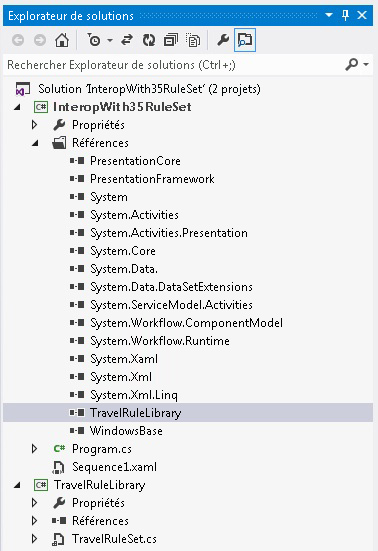 Explorateur de solutions
Rechercher Explorateur de solutions (Ctrl+;)
Solution 'InteropWith35RuleSet' (2 projets)
C# InteropWith35RuleSet
Propriétés
Références
PresentationCore
PresentationFramework
System
System.Activities
System.Activities.Presentation
System.Core
System.Data.
System.Data.DataSetExtensions
System.ServiceModel.Activities
System.Workflow.ComponentModel
System.Workflow.Runtime
System.Xaml
System.Xml
System.Xml.Linq
TravelRuleLibrary
WindowsBase
C# Program.cs
Sequence1.xaml
C# TravelRuleLibrary
Propriétés
Références
TravelRuleSet.cs